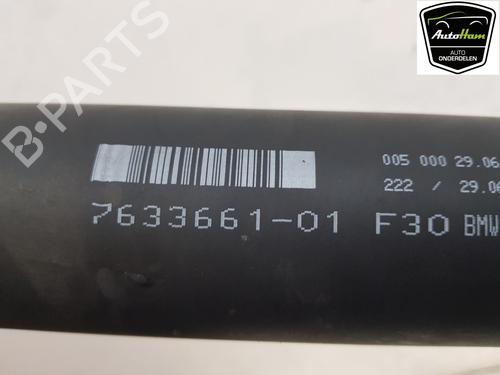 AutoHam
AUTO
ONDERDELEN
B-PARTS
005 000 29.06
222 / 29.06
7633661-01 F30 BMW